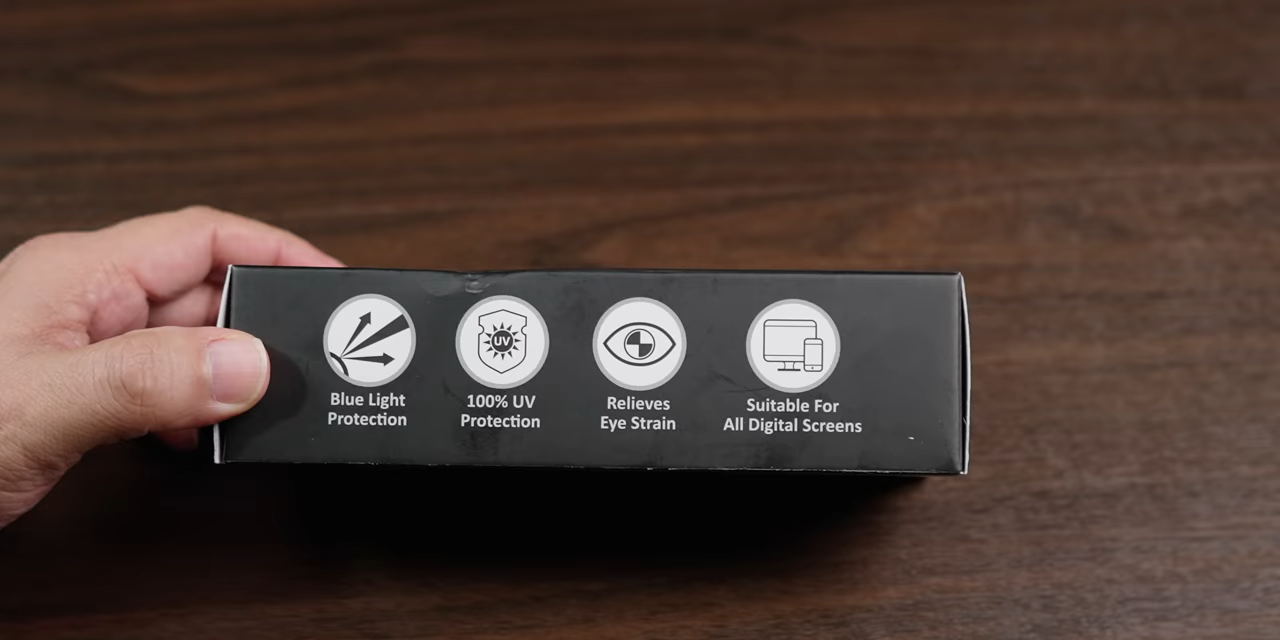 UV
Blue Light
Protection
100% UV
Protection
Relieves
Eye Strain
Suitable For
All Digital Screens